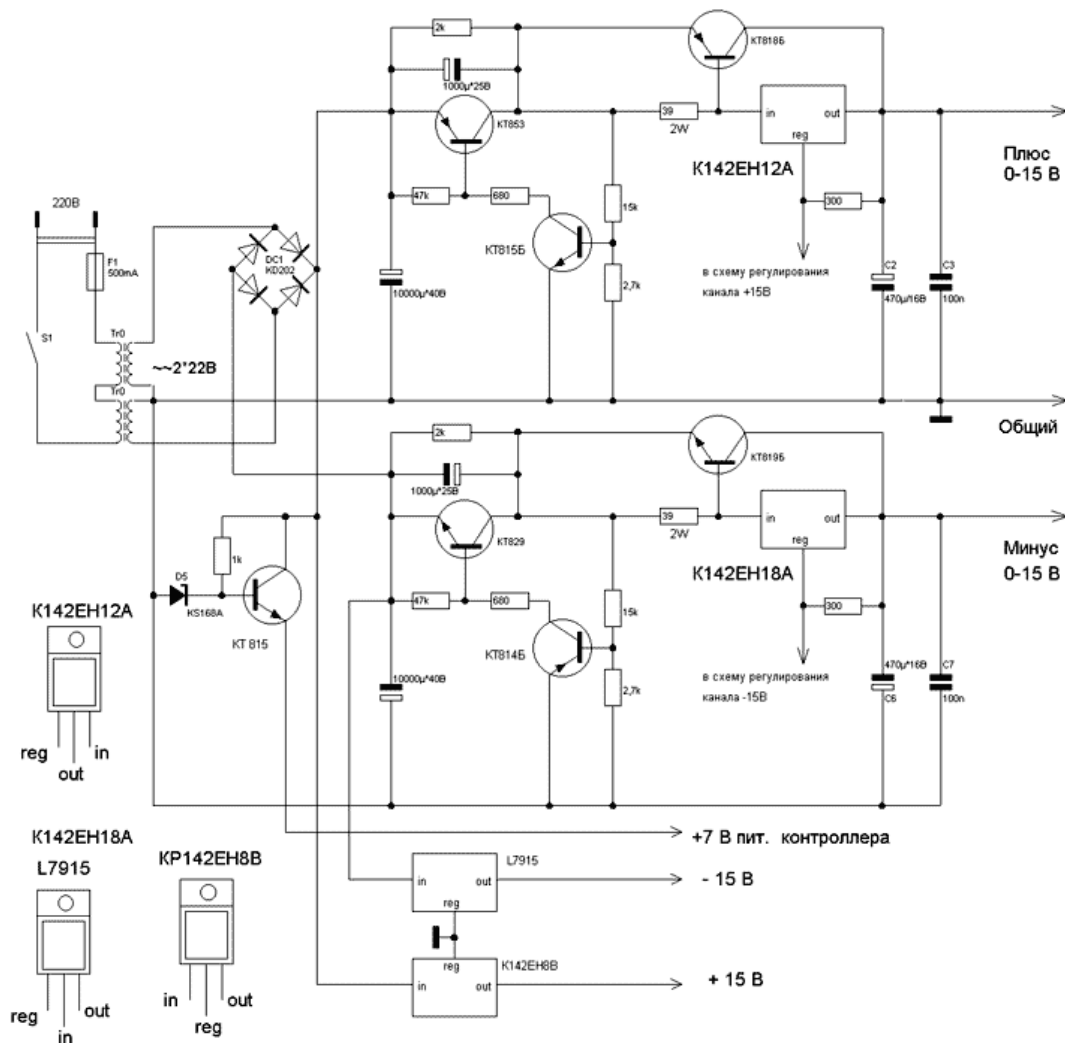 2k
КТ818Б
1000µ*25В
КТ853
39
2W
in
out
reg
К142ЕН12А
Плюс
0-15 В
220В
F1
500mA
DC1
KD202
47k
680
15k
300
КТ815Б
в схему регулирования
канала +15В
C2
C3
10000µ*40В
2,7k
470µ/16В
100n
S1
Tr0
~~2*22В
Tr0
Общий
2k
КТ819Б
1000µ*25В
КТ829
39
2W
in
out
reg
К142ЕН18А
Минус
0-15 В
1k
D5
KS168A
КТ 815
47k
680
15k
300
КТ814Б
в схему регулирования
канала -15В
470µ*16В
C7
10000µ*40В
2,7k
C6
100n
К142ЕН12А
reg
in
out
+7 В пит. контроллера
L7915
in
out
reg
- 15 В
К142ЕН8В
reg
in
out
+ 15 В
К142ЕН18А
L7915
reg
out
in
КР142ЕН8В
in
out
reg